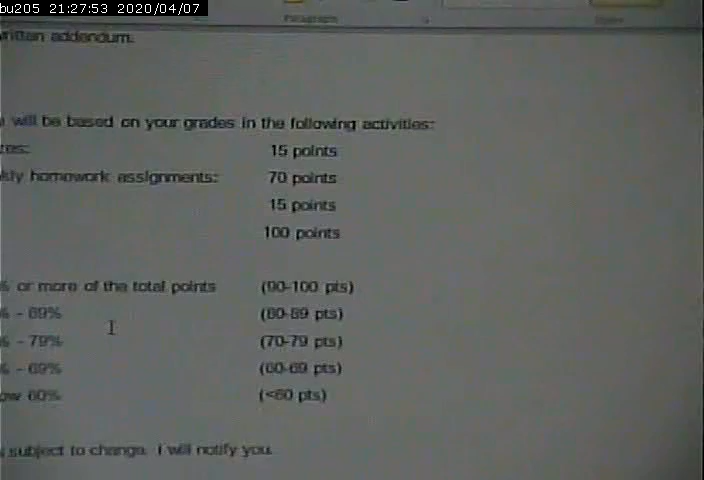 bu205 21:27:53 2020/04/07
Paragraph
written addendum.
will be based on your grades in the following activities:
15 points
homework assignments: 70 points
15 points
100 points
% or more of the total points (90-100 pts)
% - 89% (80-89 pts)
% - 79% (70-79 pts)
% - 69% (60-69 pts)
60% (<60 pts)
subject to change. I will notify you.